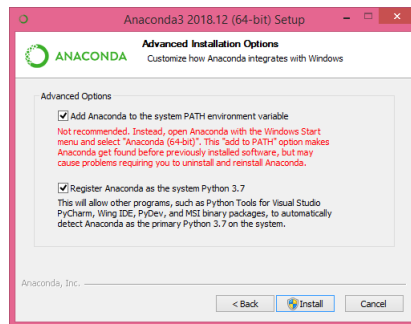 Anaconda3 2018.12 (64-bit) Setup
ANACONDA
Advanced Installation Options
Customize how Anaconda integrates with Windows
Advanced Options
Add Anaconda to the system PATH environment variable
Not recommended. Instead, open Anaconda with the Windows Start
menu and select "Anaconda (64-bit)". This "add to PATH" option makes
Anaconda get found before previously installed software, but may
cause problems requiring you to uninstall and reinstall Anaconda.
Register Anaconda as the system Python 3.7
This will allow other programs, such as Python Tools for Visual Studio
PyCharm, Wing IDE, PyDev, and MSI binary packages, to automatically
detect Anaconda as the primary Python 3.7 on the system.
Anaconda, Inc.
< Back
Install
Cancel